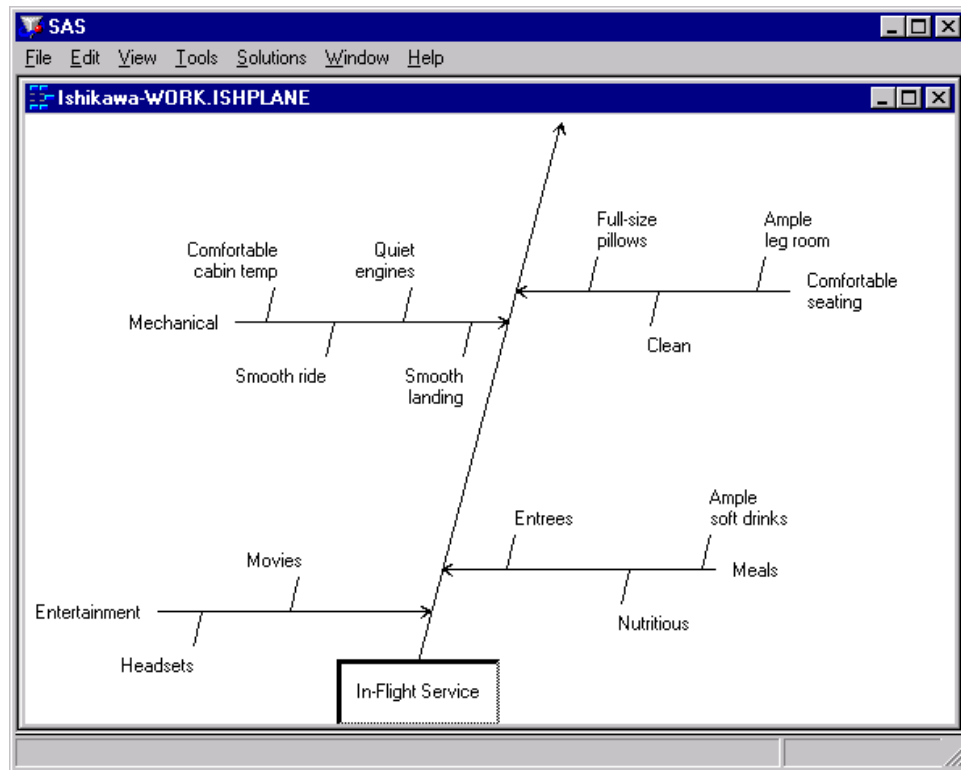 SAS
File Edit View Tools Solutions Window Help
Ishikawa-WORK.ISHPLANE
Full-size
pillows
Ample
leg room
Comfortable
cabin temp
Quiet
engines
Comfortable
seating
Mechanical
Clean
Smooth ride
Smooth
landing
Ample
soft drinks
Entrees
Movies
Meals
Entertainment
Nutritious
Headsets
In-Flight Service